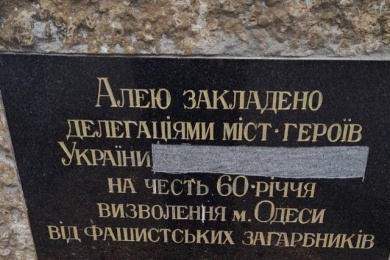 Алею закладено
делегаціями міст·героїв
України
на честь 60·річчя
визволення м. Одеси
від фашистських загарбників